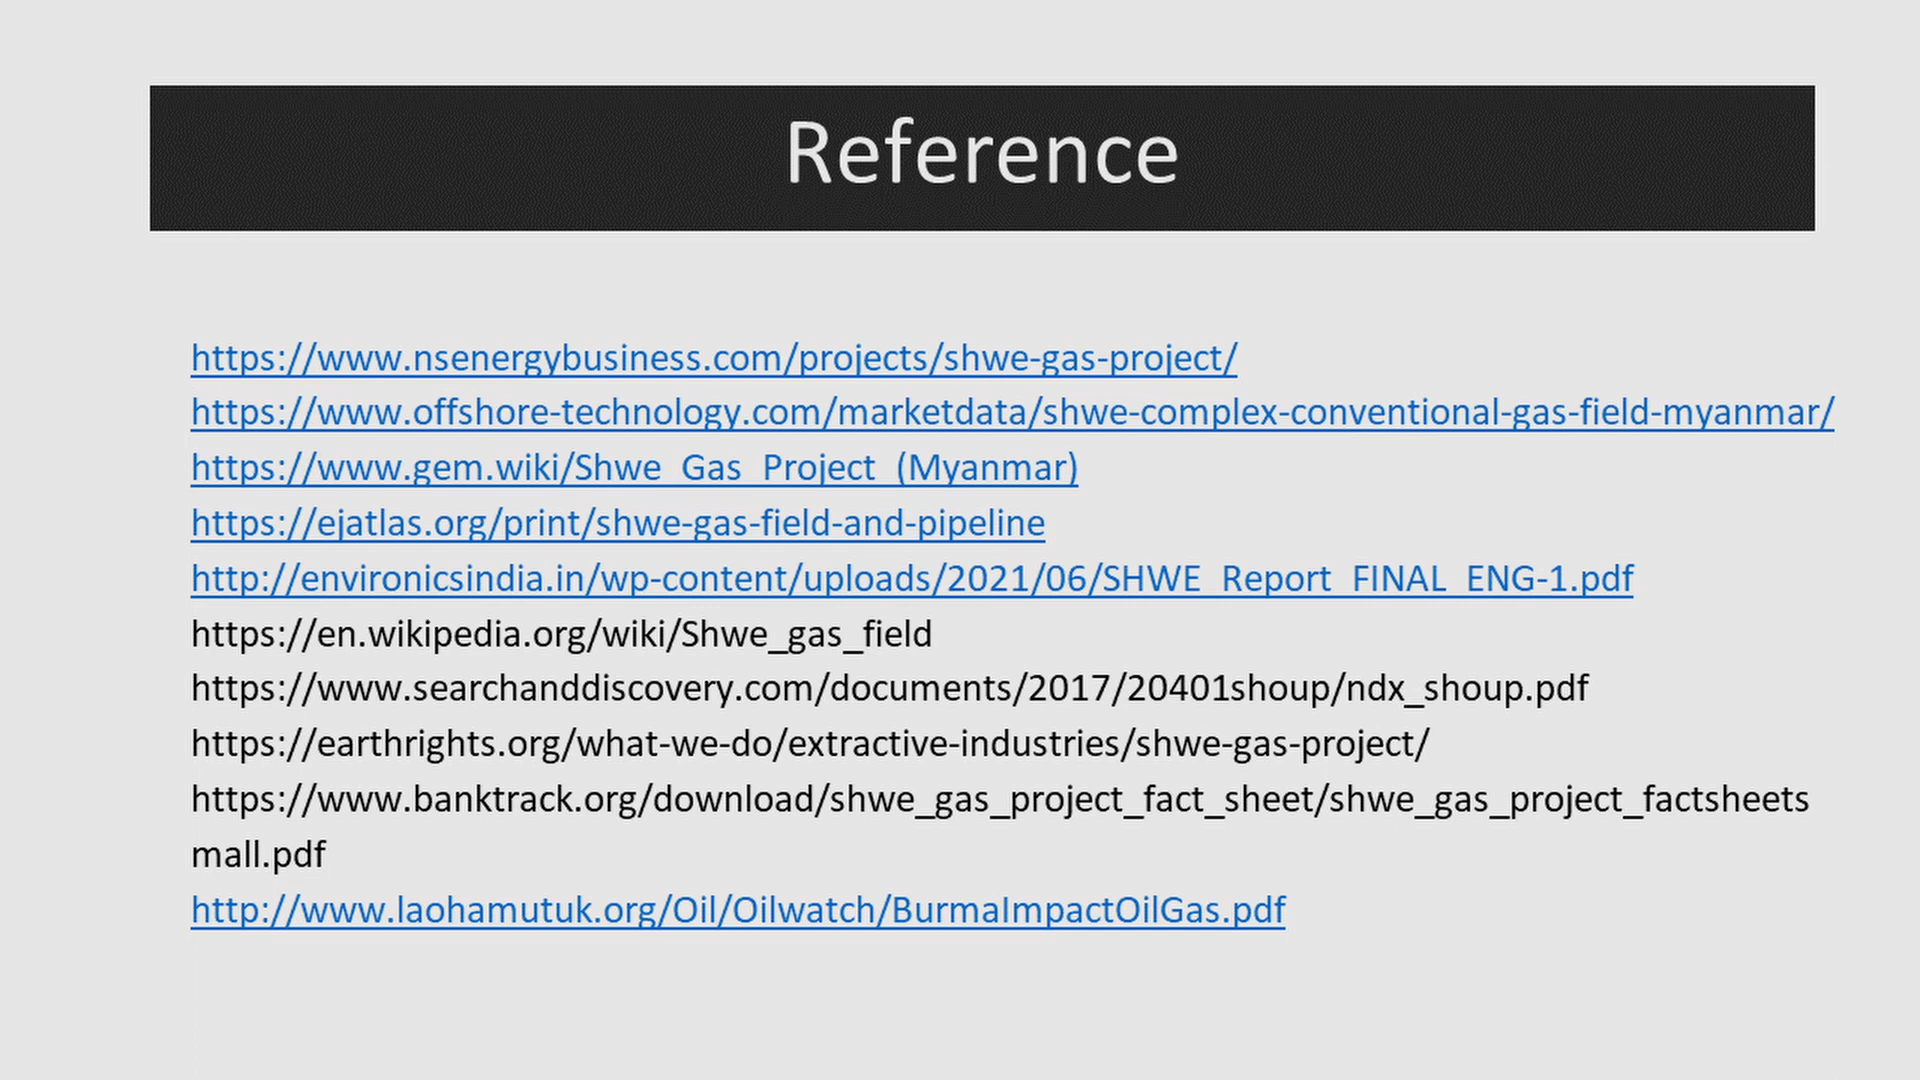 Reference
https://www.nsenergybusiness.com/projects/shwe-gas-project/
https://www.offshore-technology.com/marketdata/shwe-complex-conventional-gas-field-myanmar/
https://www.gem.wiki/Shwe_Gas_Project_(Myanmar)
https://ejatlas.org/print/shwe-gas-field-and-pipeline
http://environicsindia.in/wp-content/uploads/2021/06/SHWE_Report_FINAL_ENG-1.pdf
https://en.wikipedia.org/wiki/Shwe_gas_field
https://www.searchanddiscovery.com/documents/2017/20401shoup/ndx_shoup.pdf
https://earthrights.org/what-we-do/extractive-industries/shwe-gas-project/
https://www.banktrack.org/download/shwe_gas_project_fact_sheet/shwe_gas_project_factsheets
mall.pdf
http://www.laohamutuk.org/Oil/Oilwatch/BurmaImpactOilGas.pdf